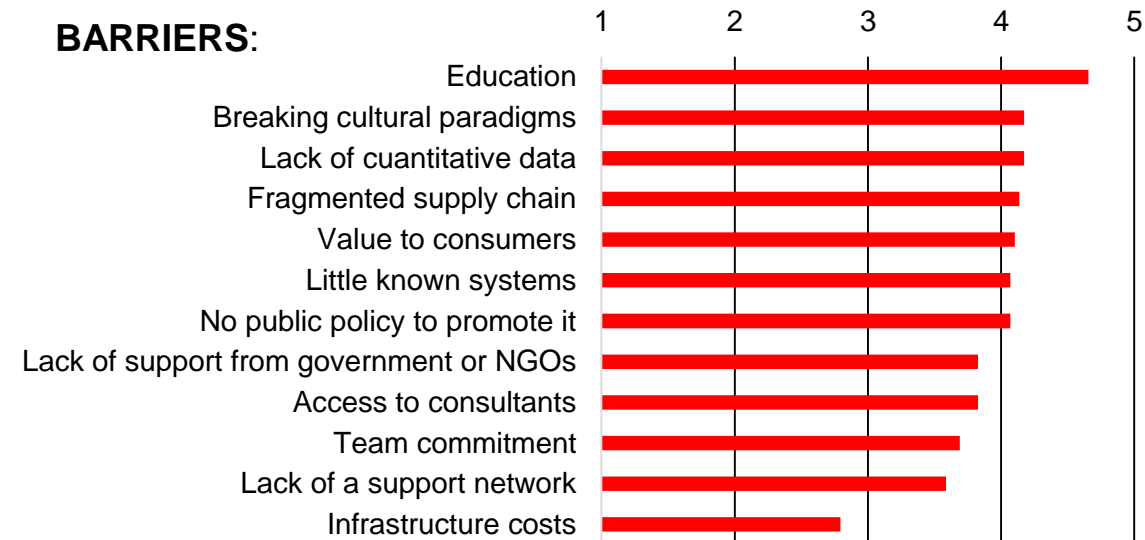 BARRIERS:
1 2 3 4 5
Education
Breaking cultural paradigms
Lack of cuantitative data
Fragmented supply chain
Value to consumers
Little known systems
No public policy to promote it
Lack of support from government or NGOs
Access to consultants
Team commitment
Lack of a support network
Infrastructure costs